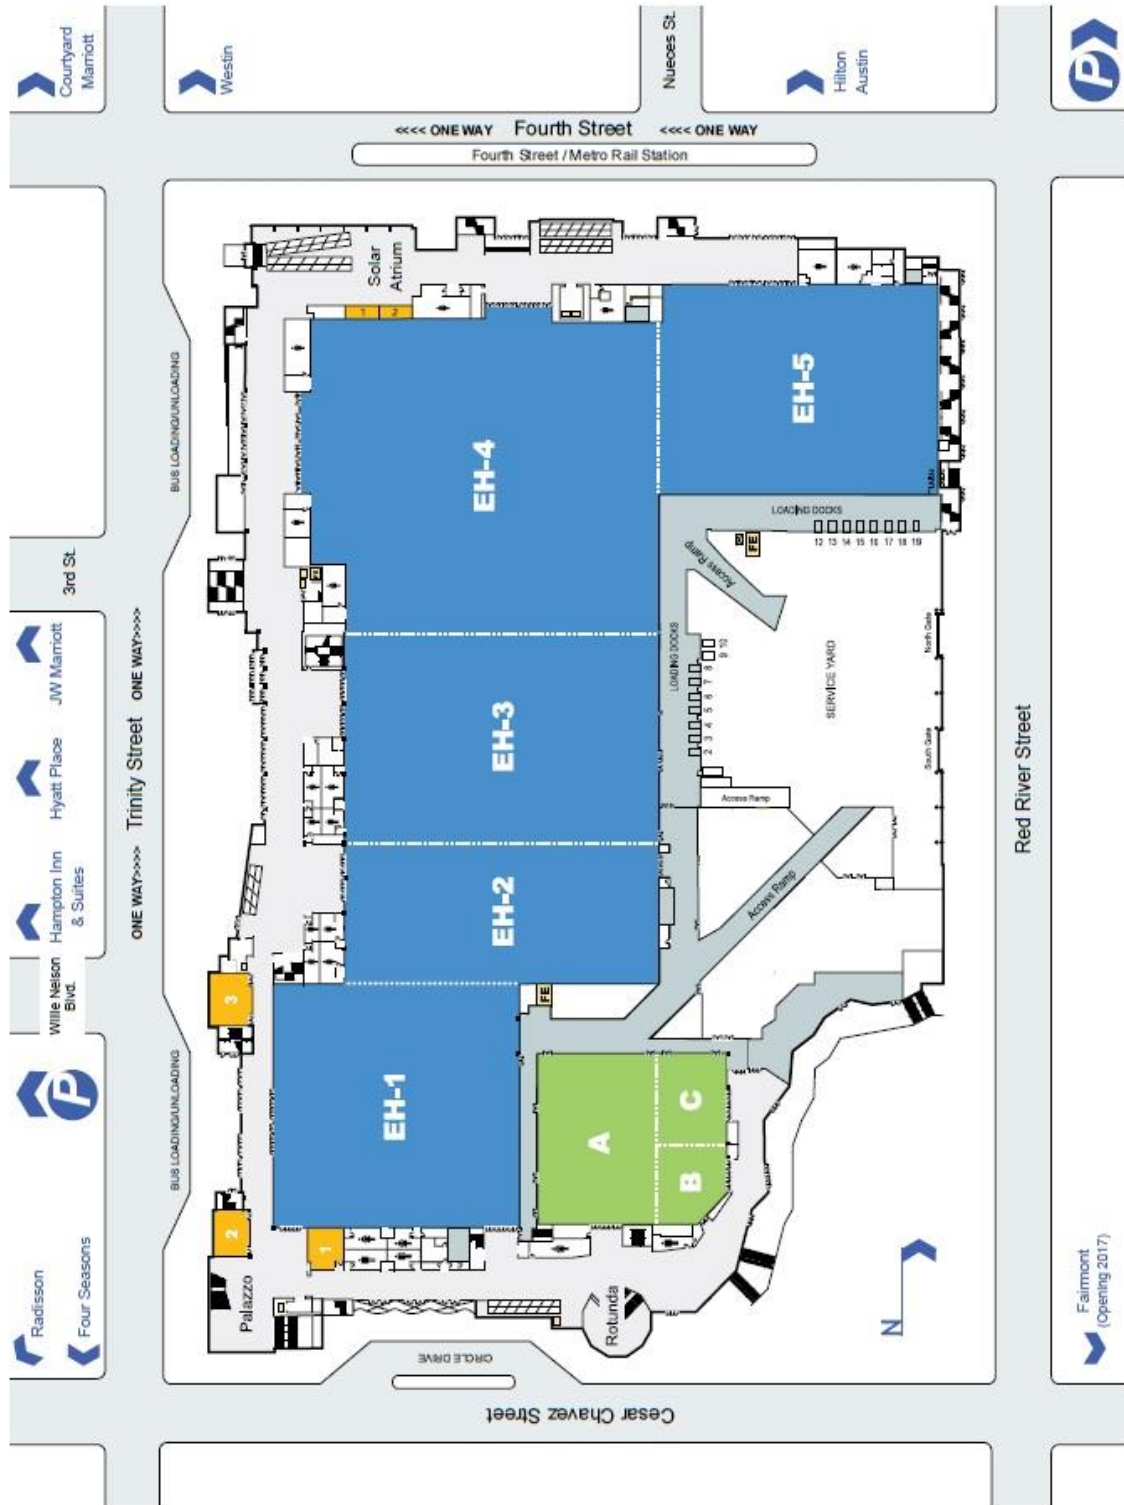 Courtyard
Marriott
Westin
Nueces St.
Hilton
Austin
P
<<<< ONE WAY Fourth Street <<<< ONE WAY
Fourth Street / Metro Rail Station
Solar
Atrium
1
2
BUS LOADING/UNLOADING
EH-5
EH-4
LOADING DOCKS
12 13 14 15 16 17 18 19
FE
Access Ramp
3rd St.
FE
JW Marriott
Hyatt Place
Hampton Inn
& Suites
ONE WAY>>>> Trinity Street ONE WAY>>>>
LOADING DOCKS
2 3 4 5 6 7 8 9 10
SERVICE YARD
North Gate
South Gate
Red River Street
EH-3
Access Ramp
Access Ramp
EH-2
Willie Nelson
Blvd.
3
FE
P
BUS LOADING/UNLOADING
EH-1
A
B
C
2
1
Radisson
Four Seasons
Palazzo
Rotunda
N
Fairmont
(Opening 2017)
CIRCLE DRIVE
Cesar Chavez Street